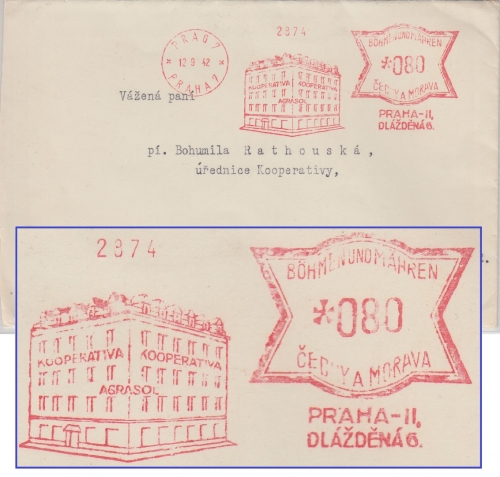 PRAG 7
12.9.42
PRAHA 7
2874
KOOPERATIVA KOOPERATIVA
AGRASOL
BÖHMEN UND MÄHREN
*080
ČECHY A MORAVA
PRAHA-II,
DLÁŽDĚNÁ 6.
Vážená paní
pí. Bohumila Rathouská,
úřednice Kooperativy,
2874
KOOPERATIVA KOOPERATIVA
AGRASOL
BÖHMEN UND MÄHREN
*080
ČECHY A MORAVA
PRAHA-II,
DLÁŽDĚNÁ 6.